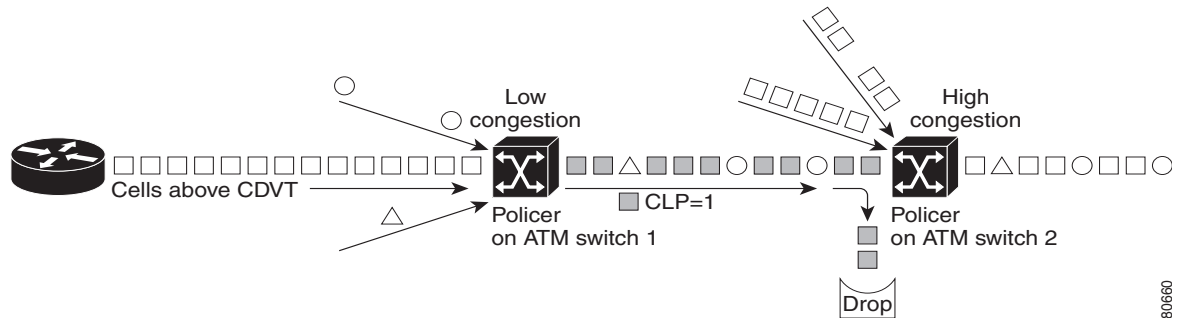 Low
congestion
High
congestion
Cells above CDVT
CLP=1
Policer
on ATM switch 1
Policer
on ATM switch 2
Drop
80660